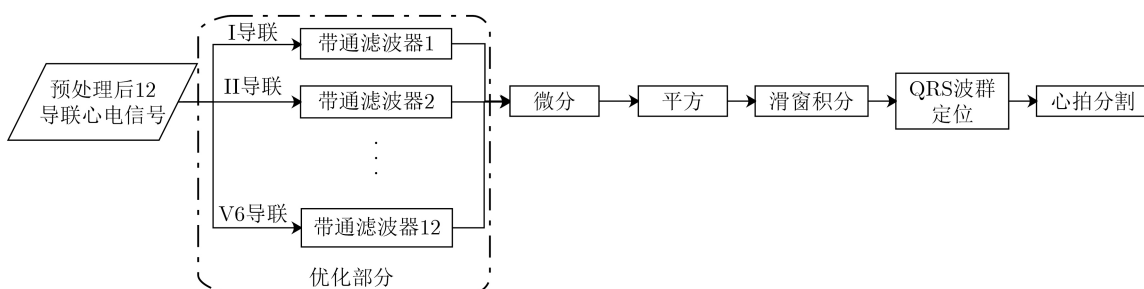 预处理后12
导联心电信号
I导联
带通滤波器1
II导联
带通滤波器2
V6导联
带通滤波器12
优化部分
微分
平方
滑窗积分
QRS波群
定位
心拍分割